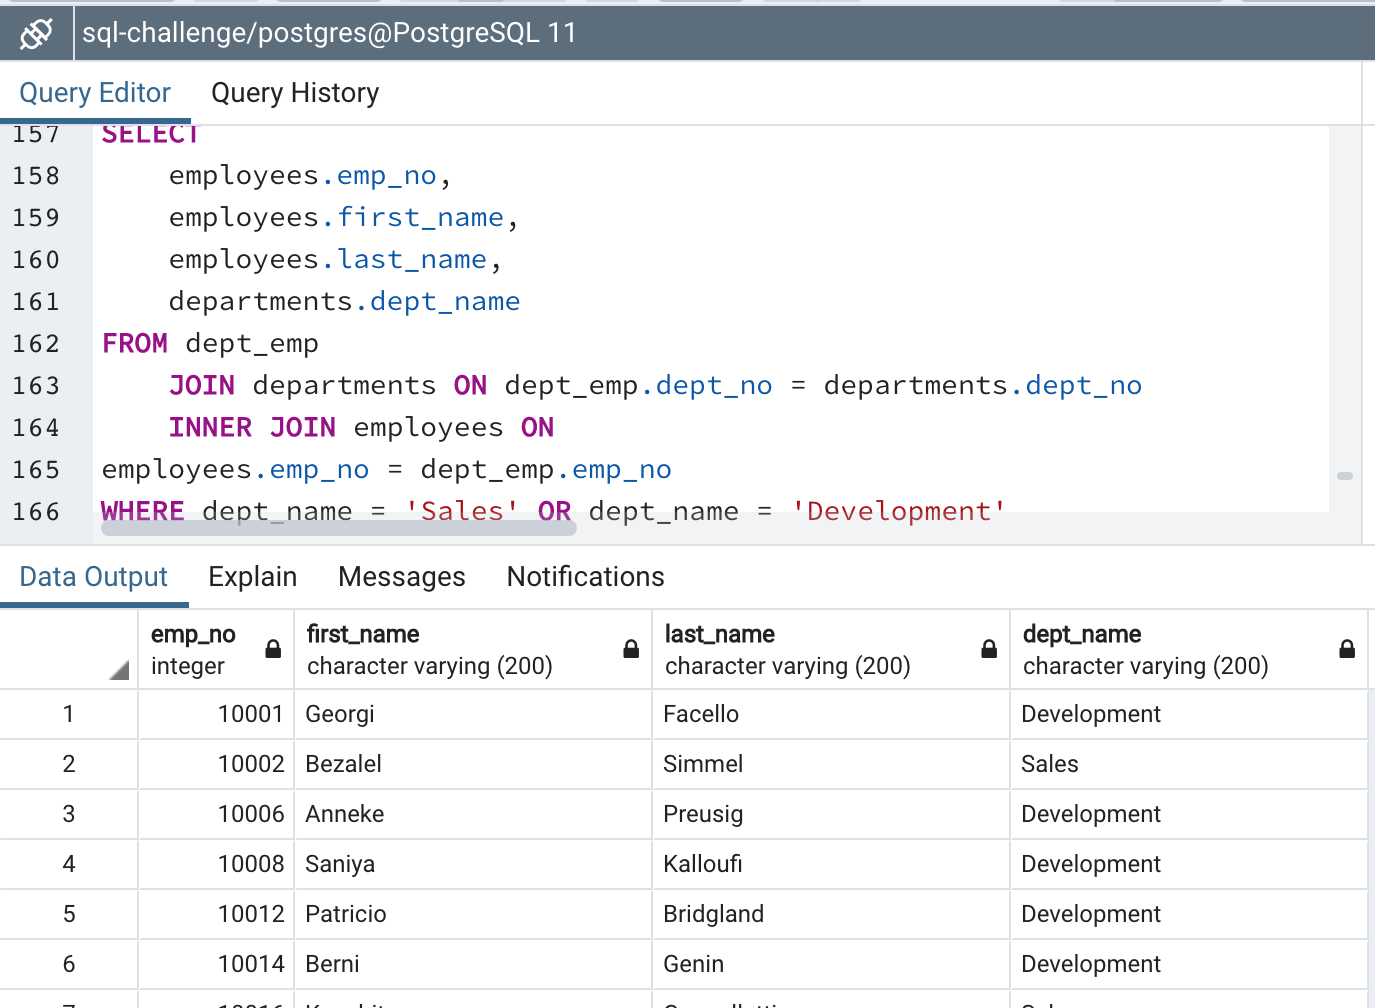 sql-challenge/postgres@PostgreSQL 11
Query Editor Query History
157 SELECT
158 employees.emp_no,
159 employees.first_name,
160 employees.last_name,
161 departments.dept_name
162 FROM dept_emp
163 JOIN departments ON dept_emp.dept_no = departments.dept_no
164 INNER JOIN employees ON
165 employees.emp_no = dept_emp.emp_no
166 WHERE dept_name = 'Sales' OR dept_name = 'Development'
Data Output Explain Messages Notifications
emp_no first_name last_name dept_name
integer character varying (200) character varying (200) character varying (200)
1 10001 Georgi Facello Development
2 10002 Bezalel Simmel Sales
3 10006 Anneke Preusig Development
4 10008 Saniya Kalloufi Development
5 10012 Patricio Bridgland Development
6 10014 Berni Genin Development